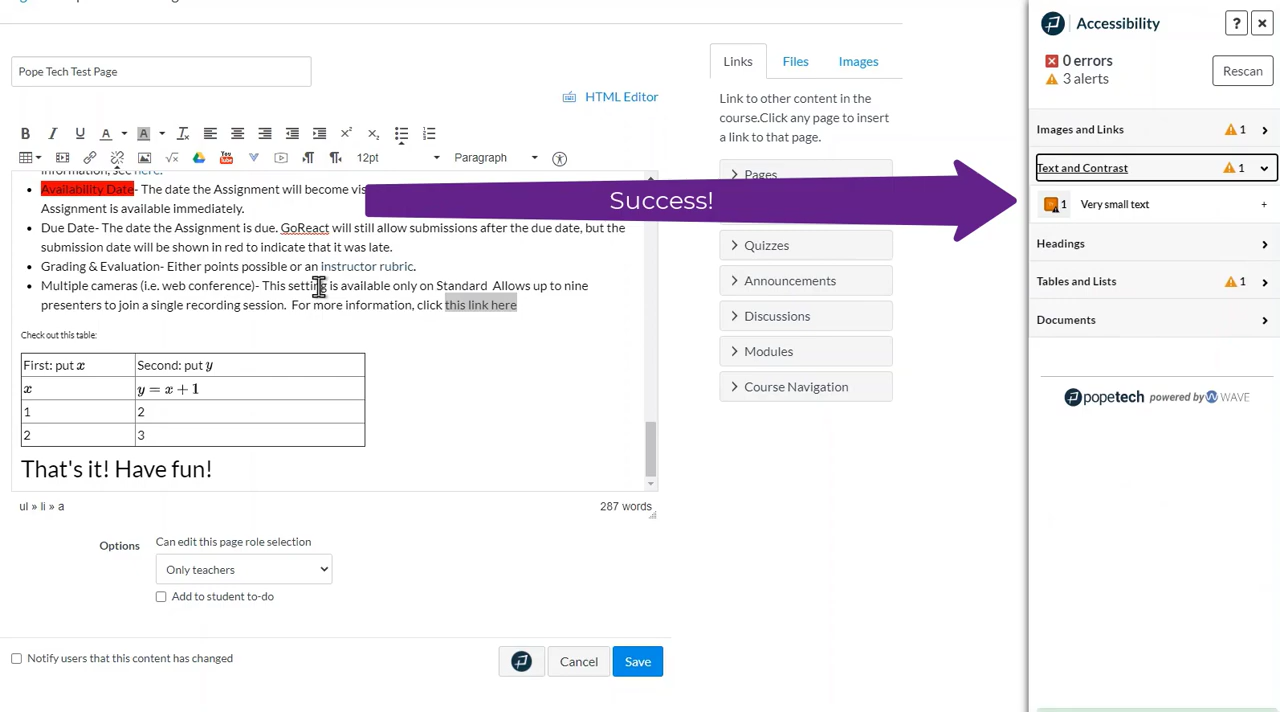 Pope Tech Test Page
HTML Editor
12pt
Paragraph
information, see here.
Availability Date- The date the Assignment will become vis
Assignment is available immediately.
Due Date- The date the Assignment is due. GoReact will still allow submissions after the due date, but the
submission date will be shown in red to indicate that it was late.
Grading & Evaluation- Either points possible or an instructor rubric.
Multiple cameras (i.e. web conference)- This setting is available only on Standard  Allows up to nine
presenters to join a single recording session.  For more information, click this link here
Check out this table:
First: put x Second: put y
x y = x + 1
1 2
2 3
That's it! Have fun!
ul » li » a 287 words
Options
Can edit this page role selection
Only teachers
Add to student to-do
Notify users that this content has changed
Cancel Save
Links Files Images
Link to other content in the
course.Click any page to insert
a link to that page.
Pages
Success!
Quizzes
Announcements
Discussions
Modules
Course Navigation
Accessibility ? ×
0 errors
3 alerts
Rescan
Images and Links 1
Text and Contrast 1
1 Very small text +
Headings
Tables and Lists 1
Documents
popetech powered by WAVE